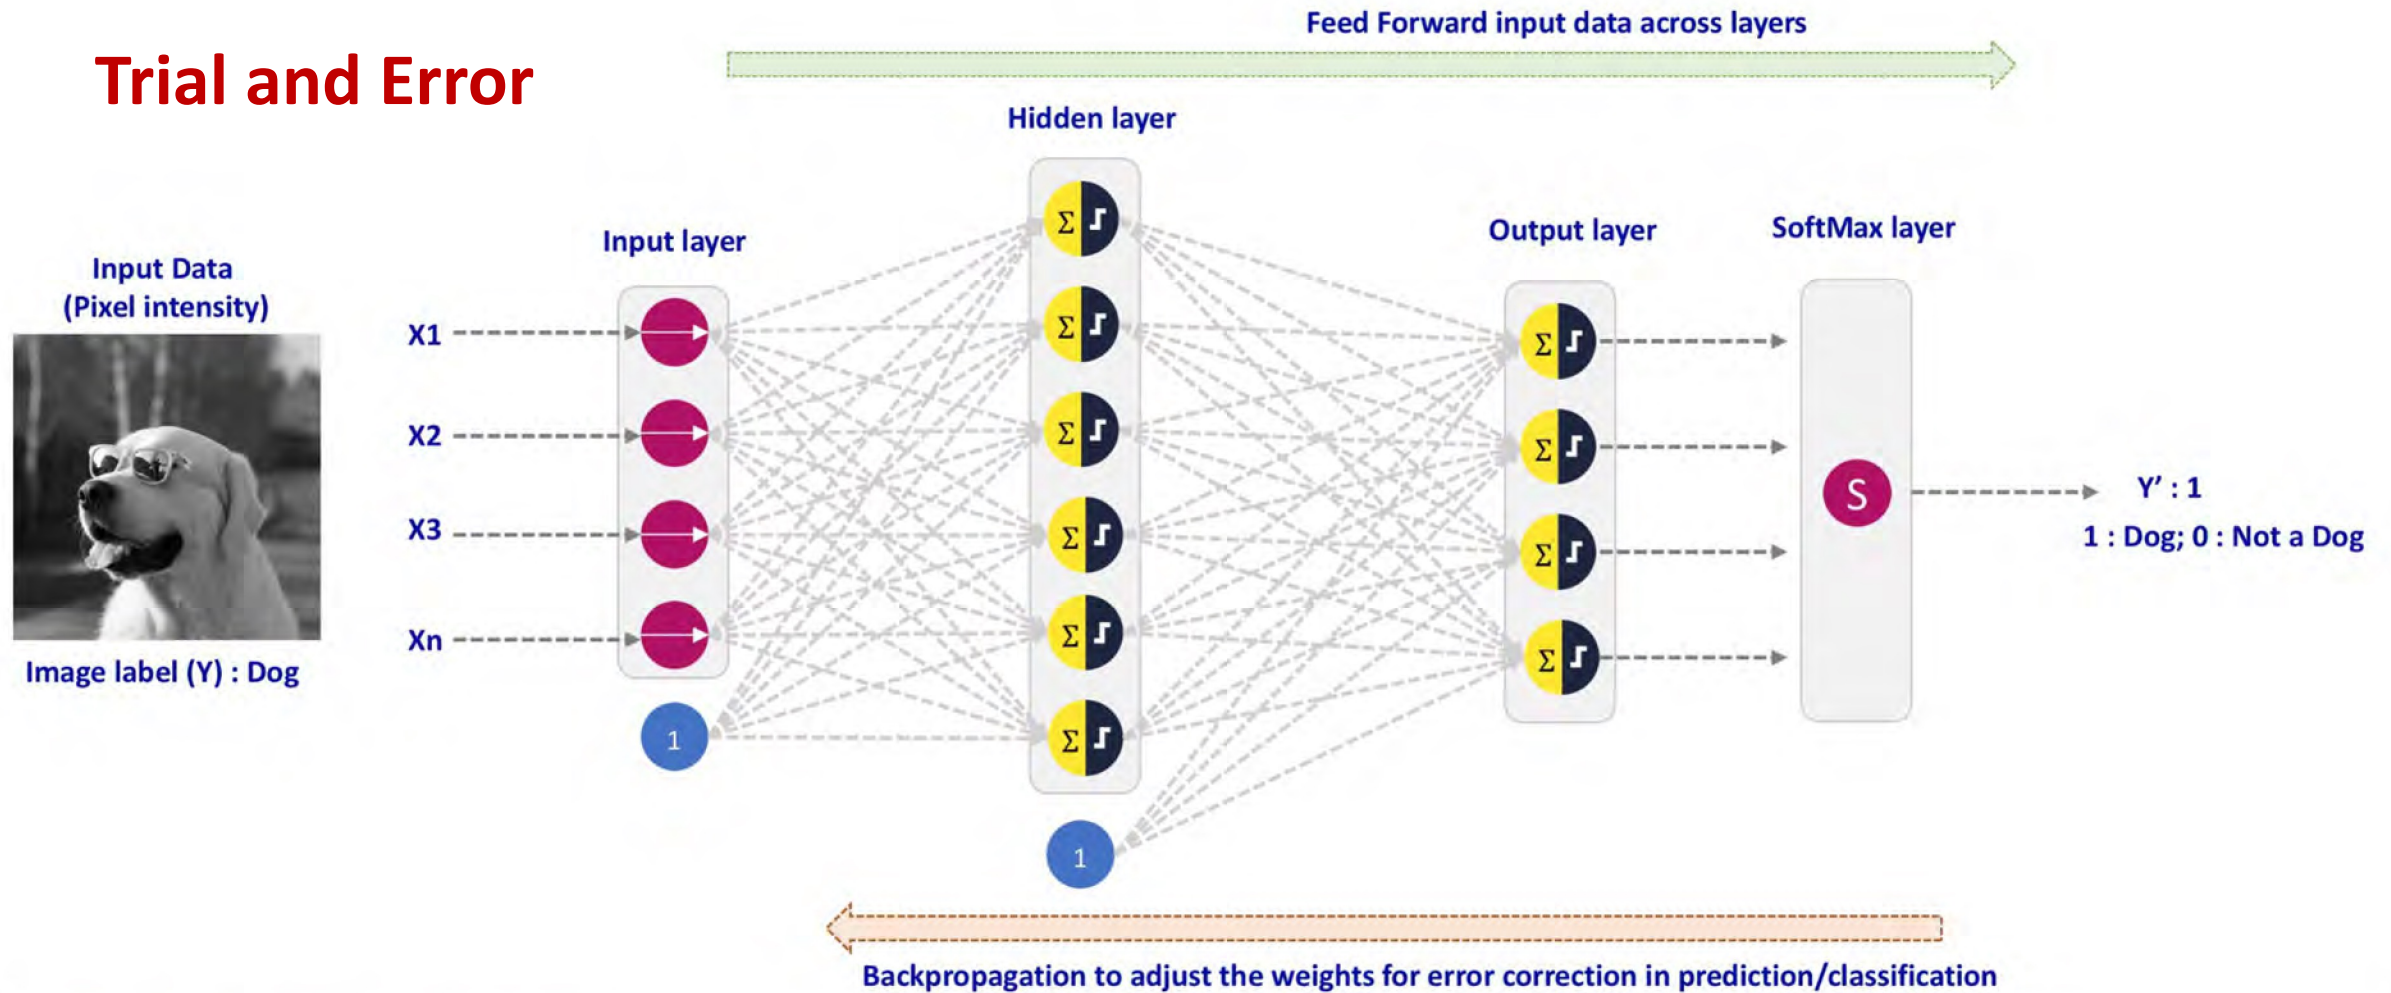 Trial and Error
Feed Forward input data across layers
Hidden layer
Input layer
Output layer
SoftMax layer
Input Data
(Pixel intensity)
X1
X2
X3
Xn
Image label (Y) : Dog
1
1
Σ
Σ
Σ
Σ
Σ
Σ
Σ
Σ
Σ
Σ
S
Y’ : 1
1 : Dog; 0 : Not a Dog
Backpropagation to adjust the weights for error correction in prediction/classification